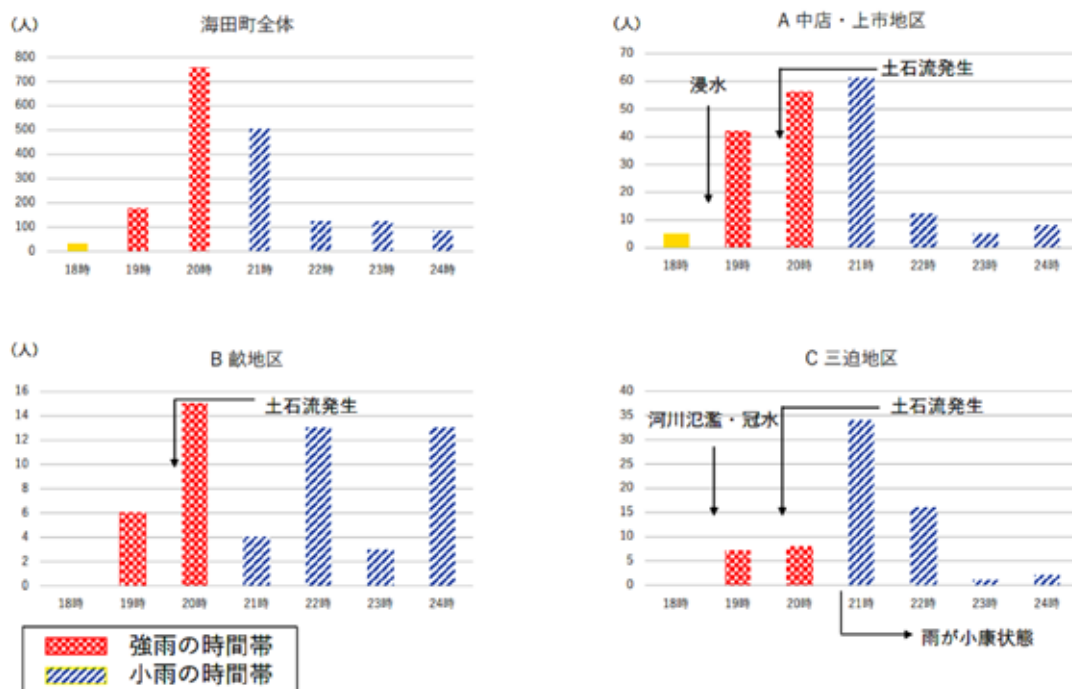 (人)
海田町全体
800
700
600
500
400
300
200
100
0
18時 19時 20時 21時 22時 23時 24時
(人)
A 中店・上市地区
70
60
50
40
30
20
10
0
浸水
土石流発生
18時 19時 20時 21時 22時 23時 24時
(人)
B 畝地区
16
14
12
10
8
6
4
2
0
土石流発生
18時 19時 20時 21時 22時 23時 24時
C 三迫地区
40
35
30
25
20
15
10
5
0
河川氾濫・冠水
土石流発生
18時 19時 20時 21時 22時 23時 24時
雨が小康状態
強雨の時間帯
小雨の時間帯